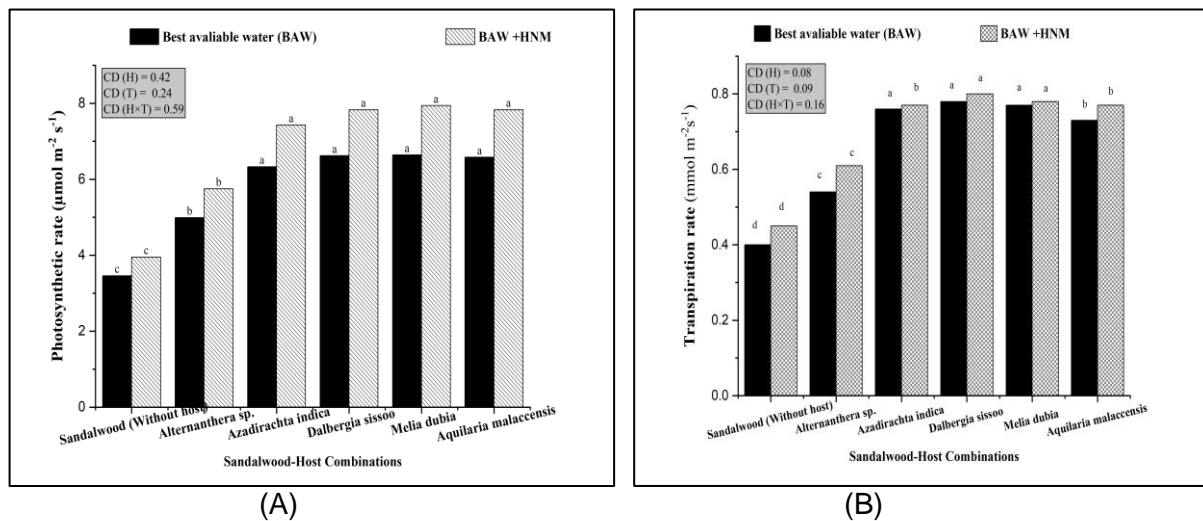 Best avaliable water (BAW)
BAW +HNM
CD (H) = 0.42
CD (T) = 0.24
CD (H×T) = 0.59
8
6
4
2
0
c
c
b
b
a
a
a
a
a
a
a
a
Photosynthetic rate (µmol m⁻² s⁻¹)
Sandalwood (Without host)
Alternanthera sp.
Azadirachta indica
Dalbergia sissoo
Melia dubia
Aquilaria malaccensis
Sandalwood-Host Combinations
(A)
Best avaliable water (BAW)
BAW +HNM
CD (H) = 0.08
CD (T) = 0.09
CD (H×T) = 0.16
0.8
0.6
0.4
0.2
0.0
d
d
c
c
a
b
a
a
a
a
b
b
Transpiration rate (mmol m⁻²s⁻¹)
Sandalwood (Without host)
Alternanthera sp.
Azadirachta indica
Dalbergia sissoo
Melia dubia
Aquilaria malaccensis
Sandalwood-Host Combinations
(B)